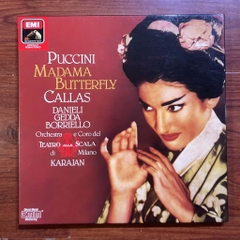 EMI
PUCCINI
MADAMA
BUTTERFLY
CALLAS
DANIELI
GEDDA
BORRIELLO
Orchestra e Coro del
TEATRO ALLA SCALA
di Milano
KARAJAN